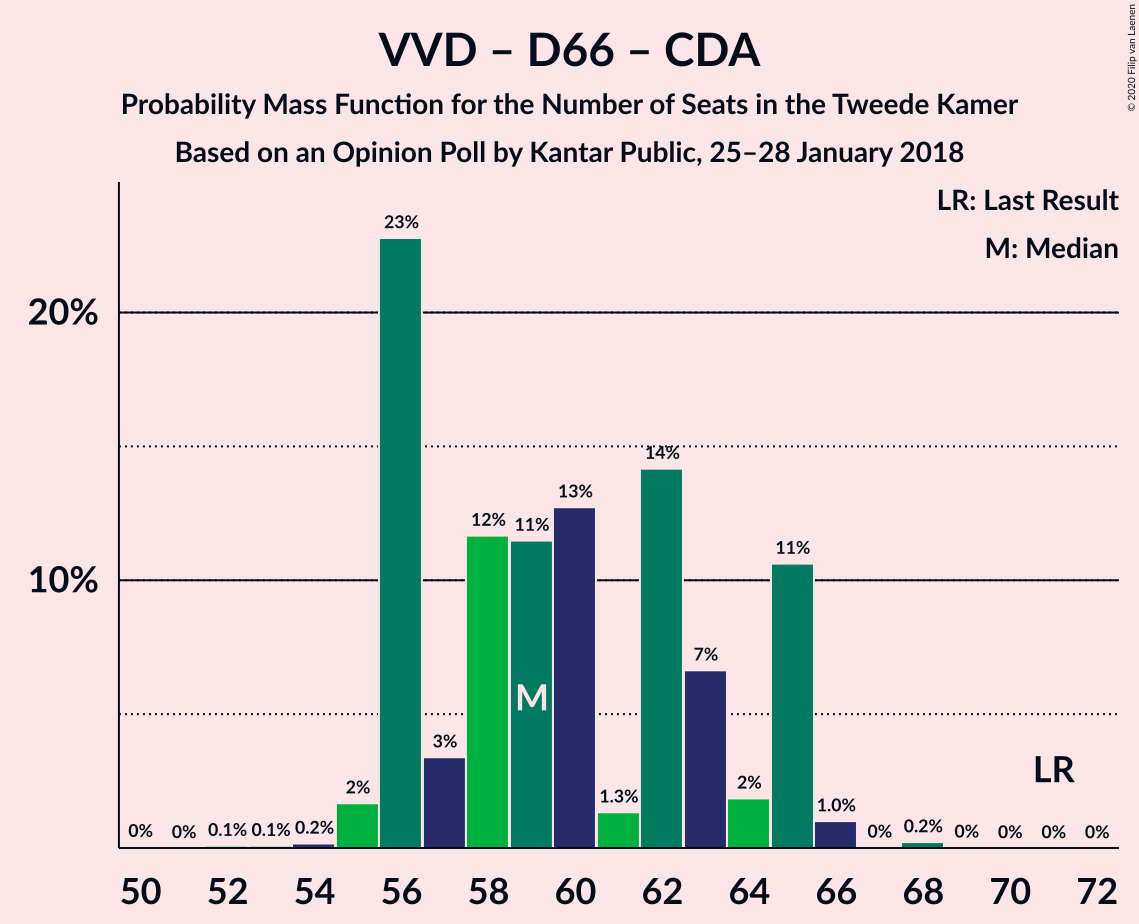 VVD – D66 – CDA
Probability Mass Function for the Number of Seats in the Tweede Kamer
Based on an Opinion Poll by Kantar Public, 25–28 January 2018
© 2020 Filip van Laenen
LR: Last Result
M: Median
20%
10%
0%
0%
0.1%
0.1%
0.2%
2%
23%
3%
12%
11%
13%
1.3%
14%
7%
2%
11%
1.0%
0%
0.2%
0%
0%
0%
0%
M
LR
50 52 54 56 58 60 62 64 66 68 70 72